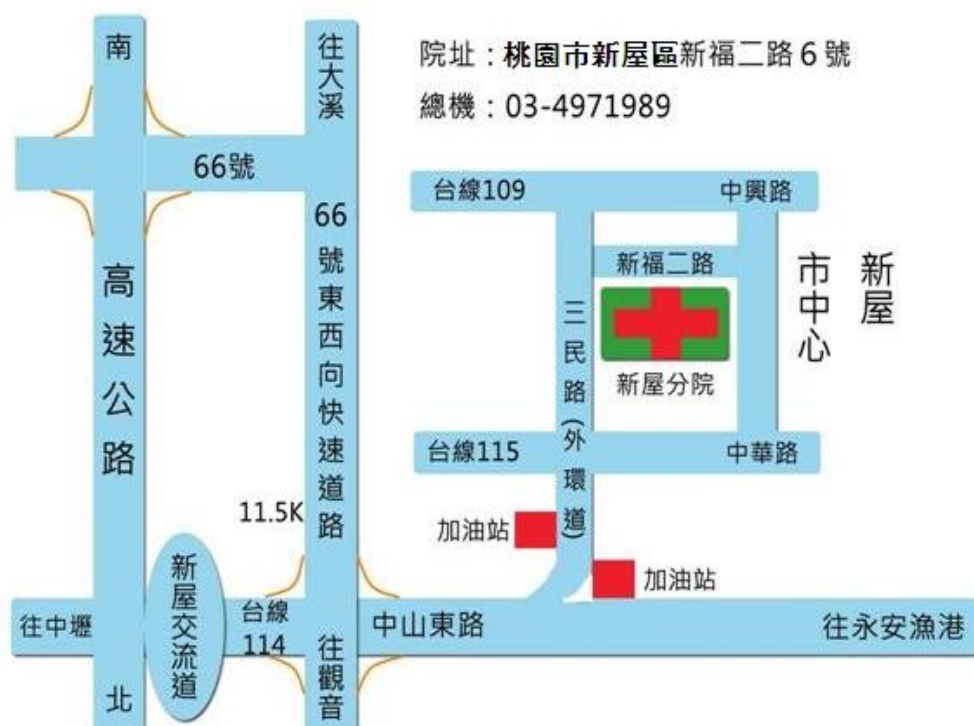 南
往大溪
院址：桃園市新屋區新福二路6號
總機：03-4971989
66號
台線109
中興路
66號東西向快速道路
新福二路
高速公路
三民路(外環道)
新屋
市中心
新屋分院
台線115
中華路
11.5K
加油站
加油站
新屋交流道
往中壢
台線
114
中山東路
往永安漁港
往觀音
北